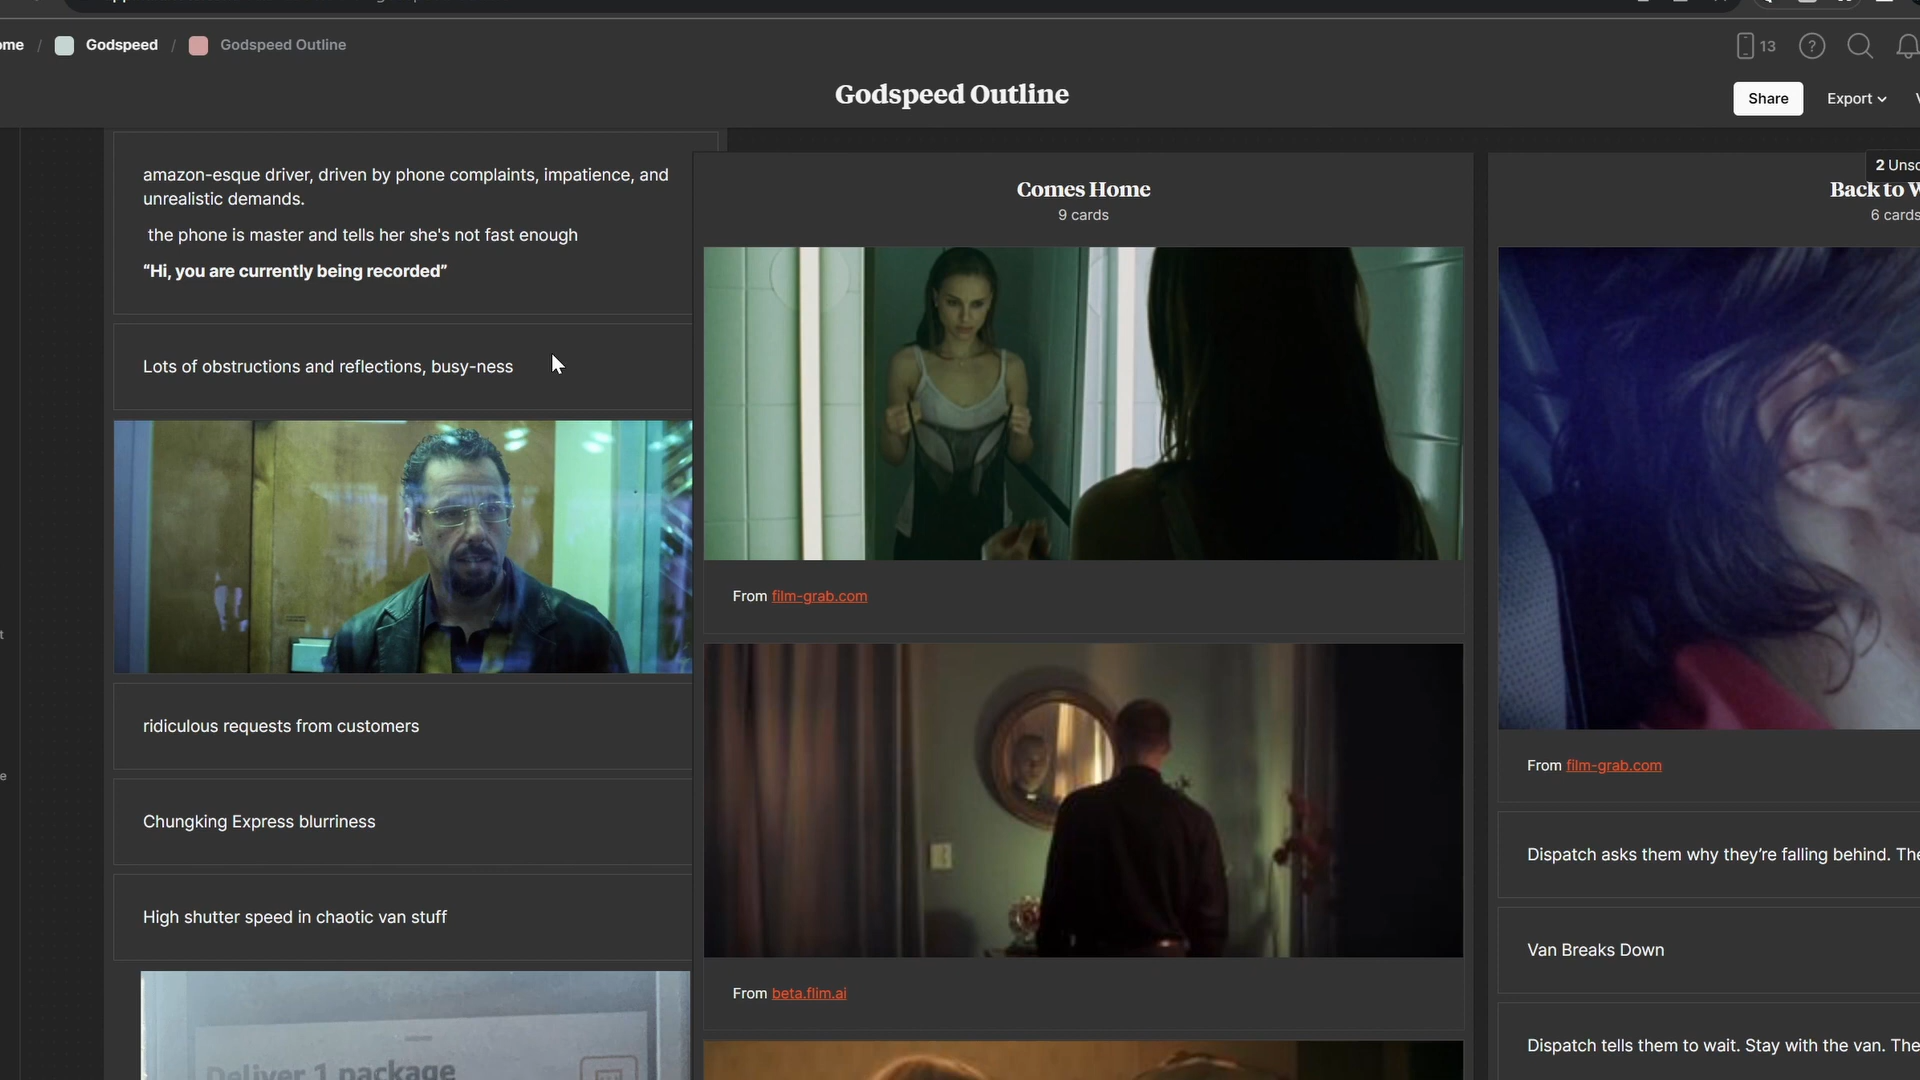 ome / Godspeed / Godspeed Outline
13
Godspeed Outline
Share
Export
amazon-esque driver, driven by phone complaints, impatience, and
unrealistic demands.
the phone is master and tells her she's not fast enough
“Hi, you are currently being recorded”
Lots of obstructions and reflections, busy-ness
ridiculous requests from customers
Chungking Express blurriness
High shutter speed in chaotic van stuff
Deliver 1 package
Comes Home
9 cards
From film-grab.com
From beta.flim.ai
2 Unso
Back to W
6 cards
From film-grab.com
Dispatch asks them why they’re falling behind. The
Van Breaks Down
Dispatch tells them to wait. Stay with the van. The